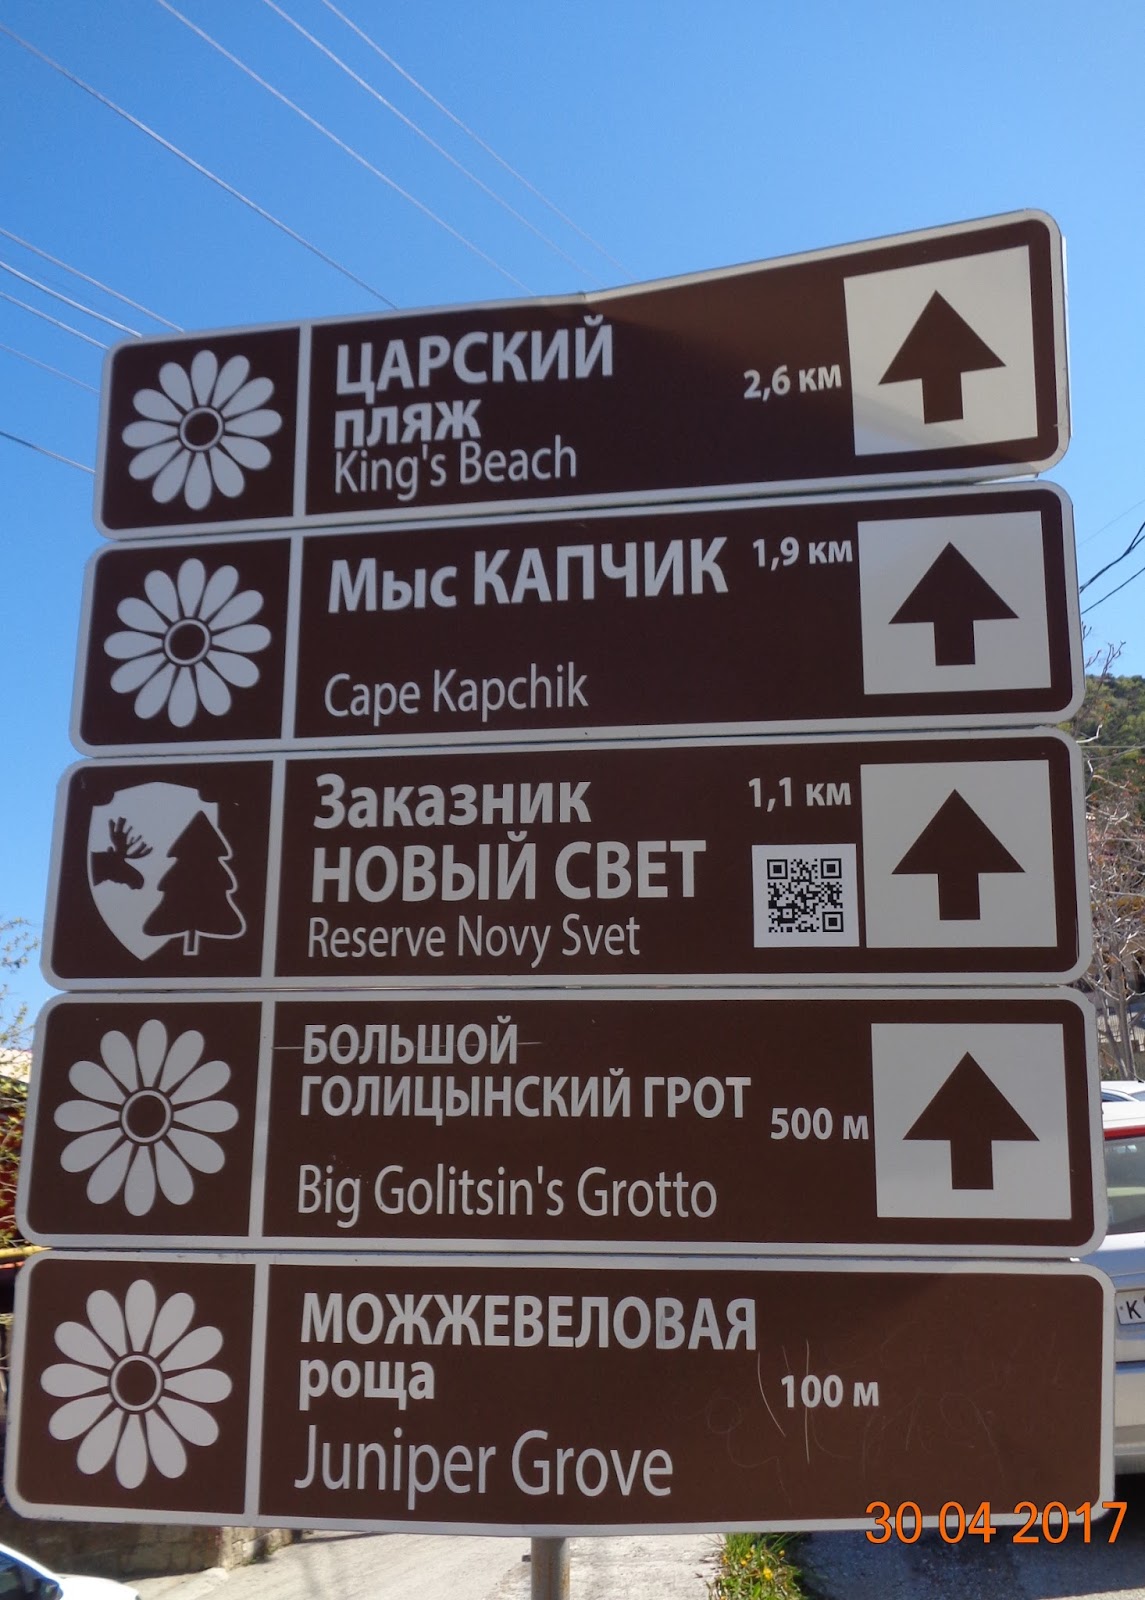 ЦАРСКИЙ
пляж
King's Beach
2,6 км
Мыс КАПЧИК
1,9 км
Cape Kapchik
Заказник
НОВЫЙ СВЕТ
Reserve Novy Svet
1,1 км
БОЛЬШОЙ
ГОЛИЦЫНСКИЙ ГРОТ
500 м
Big Golitsin's Grotto
МОЖЖЕВЕЛОВАЯ
роща
100 м
Juniper Grove
30 04 2017